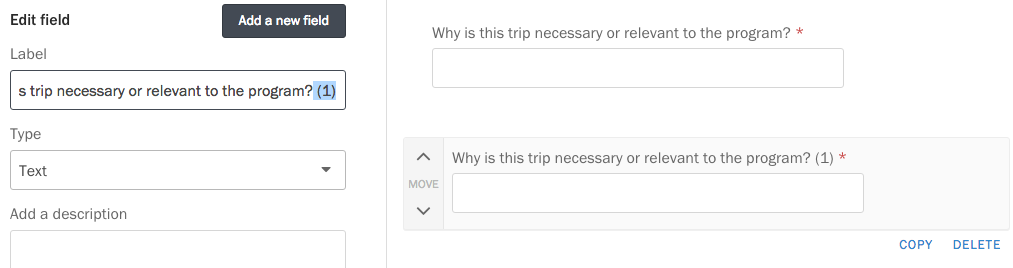 Edit field
Add a new field
Label
s trip necessary or relevant to the program? (1)
Type
Text
Add a description
Why is this trip necessary or relevant to the program? *
Why is this trip necessary or relevant to the program? (1) *
MOVE
COPY DELETE